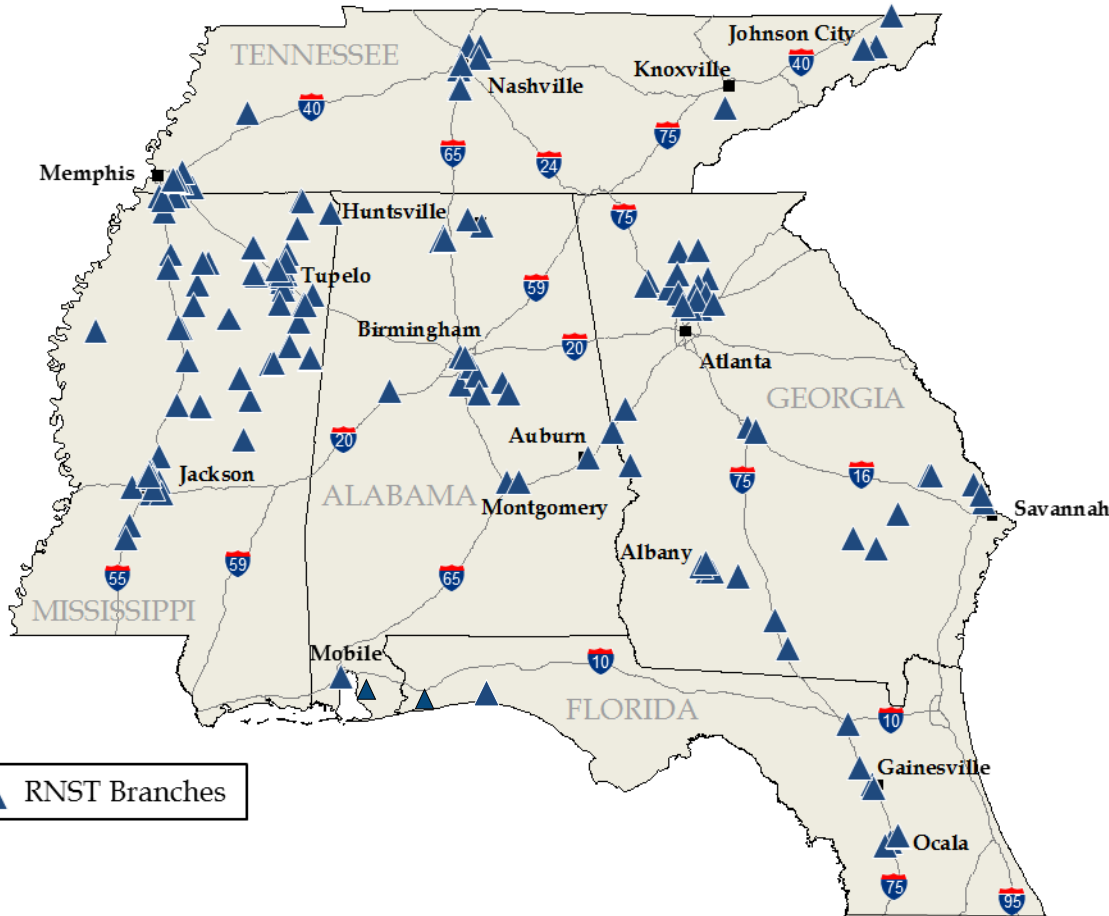 Johnson City
TENNESSEE
40
Knoxville
Nashville
40
75
65
24
Memphis
Huntsville
75
Tupelo
59
Birmingham
20
Atlanta
GEORGIA
20
Auburn
Jackson
75
16
ALABAMA
Montgomery
Savannah
Albany
59
55
65
MISSISSIPPI
Mobile
10
FLORIDA
10
Gainesville
RNST Branches
Ocala
75
95